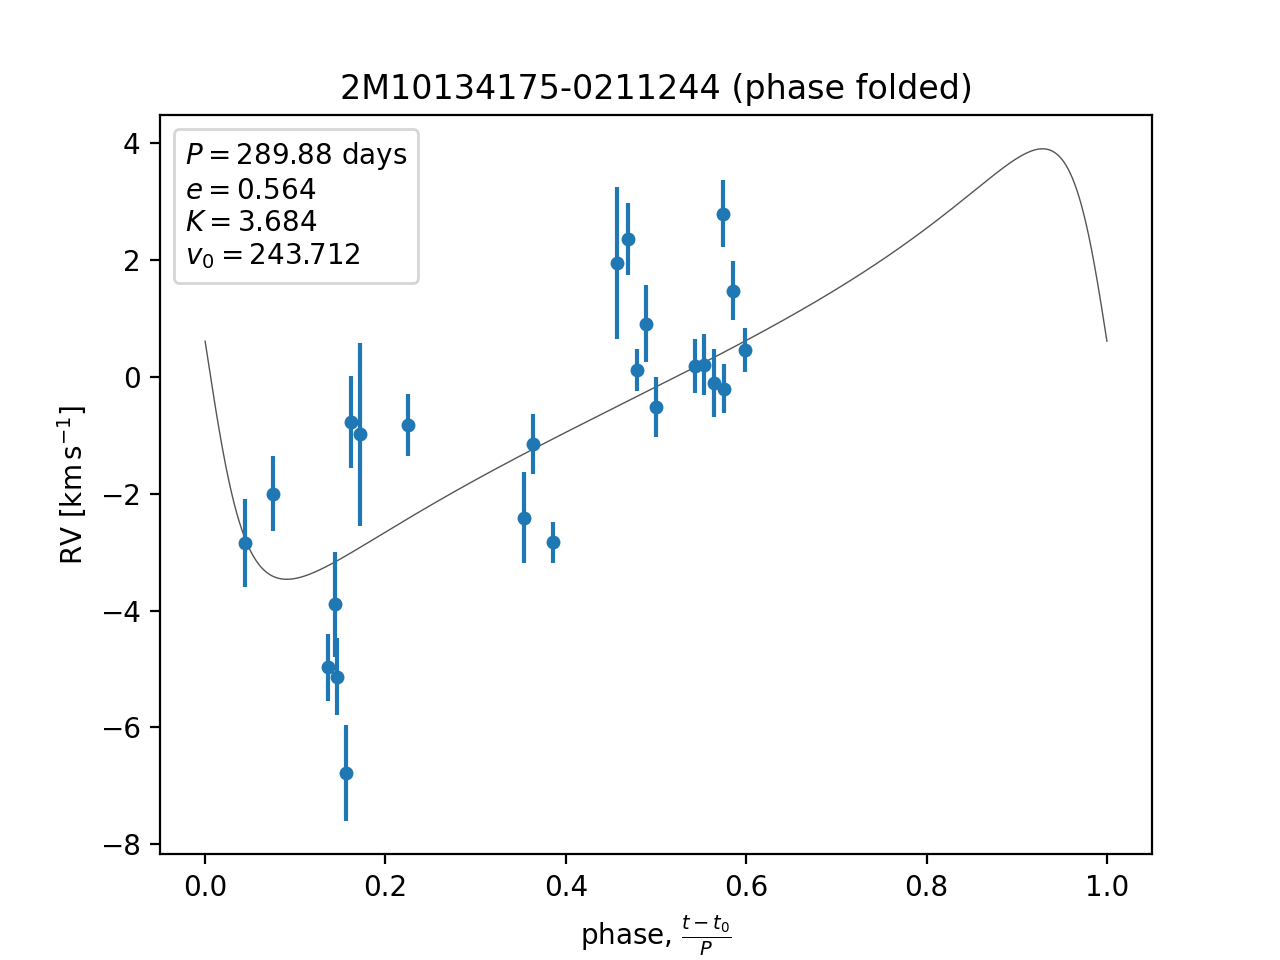 2M10134175-0211244 (phase folded)
P = 289.88 days
e = 0.564
K = 3.684
v₀ = 243.712
4
2
0
−2
−4
−6
−8
RV [km s⁻¹]
0.0 0.2 0.4 0.6 0.8 1.0
phase, (t − t₀)/P